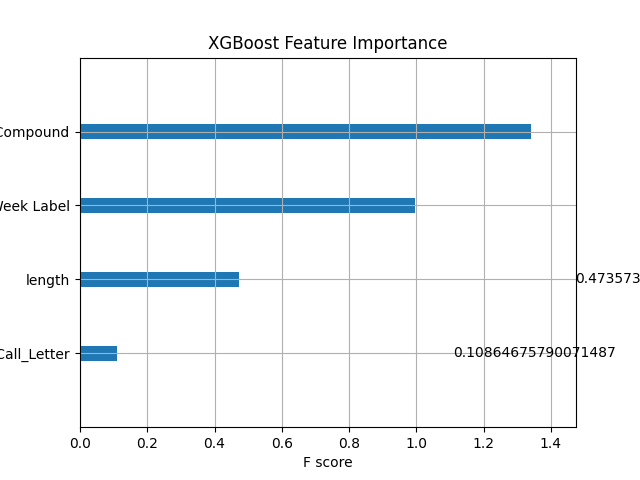 XGBoost Feature Importance
Compound
Week Label
length
0.473573
Call_Letter
0.10864675790071487
0.0 0.2 0.4 0.6 0.8 1.0 1.2 1.4
F score